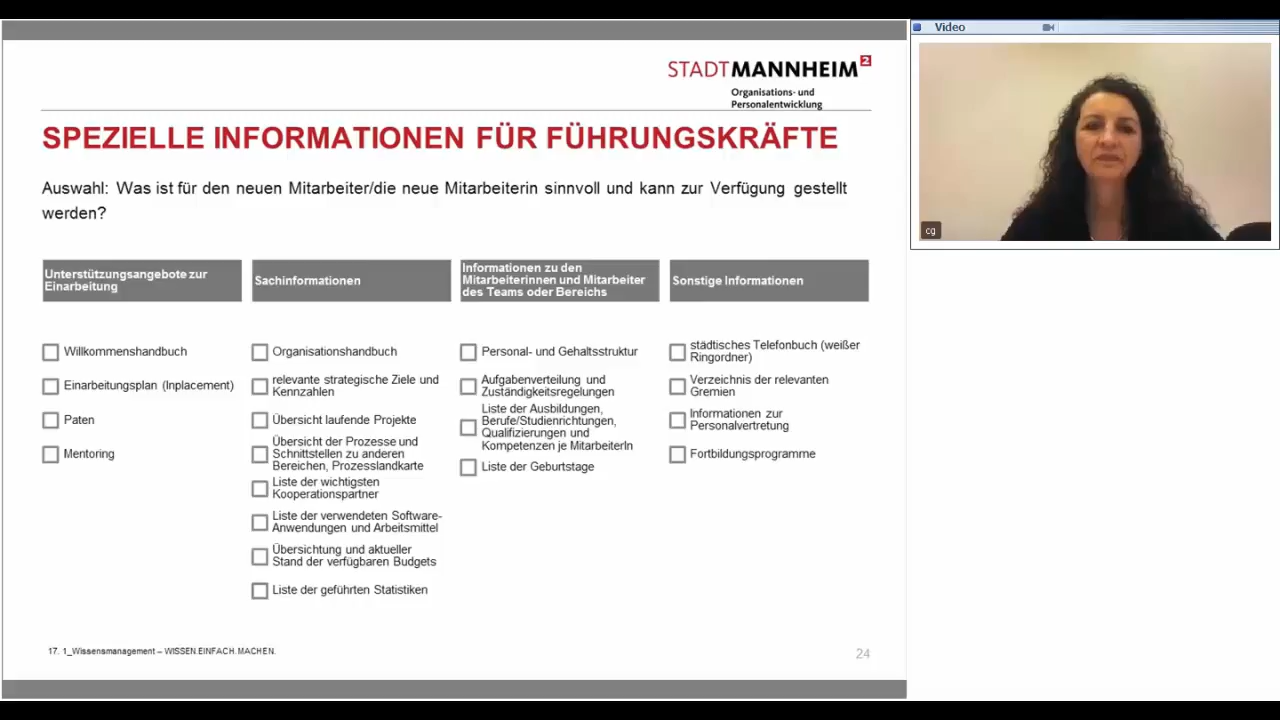 Video
STADTMANNHEIM²
Organisations- und
Personalentwicklung
SPEZIELLE INFORMATIONEN FÜR FÜHRUNGSKRÄFTE
Auswahl: Was ist für den neuen Mitarbeiter/die neue Mitarbeiterin sinnvoll und kann zur Verfügung gestellt
werden?
Unterstützungsangebote zur
Einarbeitung
Willkommenshandbuch
Einarbeitungsplan (Inplacement)
Paten
Mentoring
Sachinformationen
Organisationshandbuch
relevante strategische Ziele und
Kennzahlen
Übersicht laufende Projekte
Übersicht der Prozesse und
Schnittstellen zu anderen
Bereichen, Prozesslandkarte
Liste der wichtigsten
Kooperationspartner
Liste der verwendeten Software-
Anwendungen und Arbeitsmittel
Übersichtung und aktueller
Stand der verfügbaren Budgets
Liste der geführten Statistiken
Informationen zu den
Mitarbeiterinnen und Mitarbeiter
des Teams oder Bereichs
Personal- und Gehaltsstruktur
Aufgabenverteilung und
Zuständigkeitsregelungen
Liste der Ausbildungen,
Berufe/Studienrichtungen,
Qualifizierungen und
Kompetenzen je MitarbeiterIn
Liste der Geburtstage
Sonstige Informationen
städtisches Telefonbuch (weißer
Ringordner)
Verzeichnis der relevanten
Gremien
Informationen zur
Personalvertretung
Fortbildungsprogramme
17. 1_Wissensmanagement – WISSEN.EINFACH.MACHEN.
24
cg